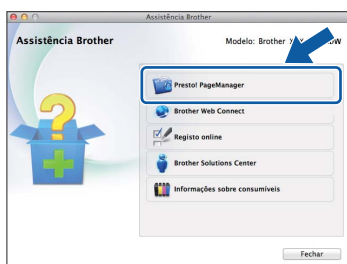 Assistência Brother
Assistência Brother
Modelo: Brother
Presto! PageManager
Brother Web Connect
Registo online
Brother Solutions Center
Informações sobre consumíveis
Fechar